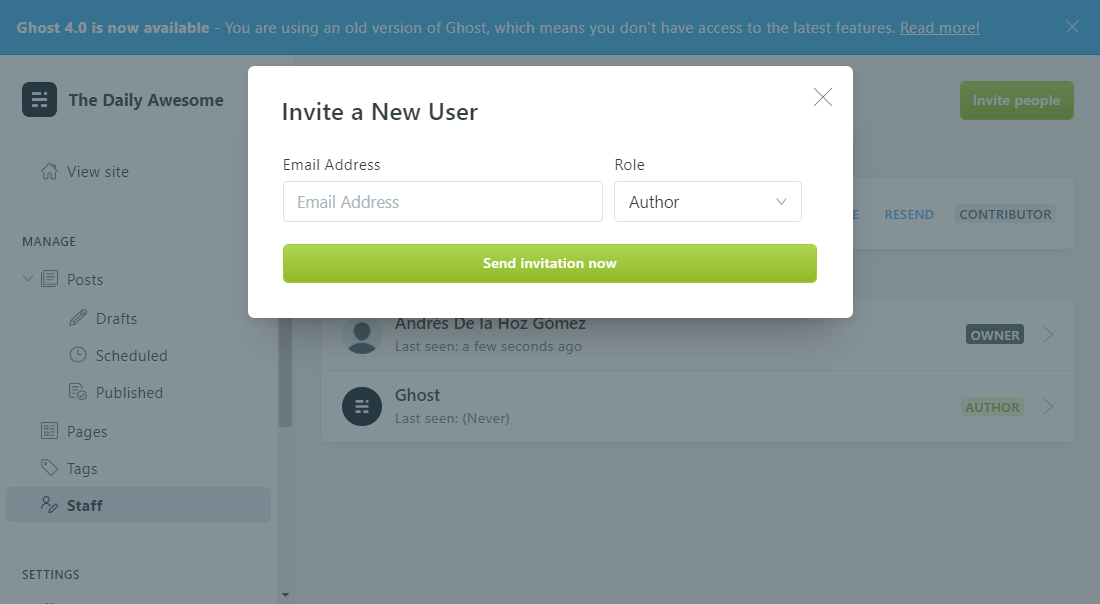 Ghost 4.0 is now available - You are using an old version of Ghost, which means you don't have access to the latest features. Read more!
The Daily Awesome
Invite people
Invite a New User
Email Address
Role
Email Address
Author
Send invitation now
View site
RESEND
CONTRIBUTOR
MANAGE
Posts
Drafts
Scheduled
Published
Pages
Tags
Staff
SETTINGS
Andrés De la Hoz Gómez
Last seen: a few seconds ago
OWNER
Ghost
Last seen: (Never)
AUTHOR